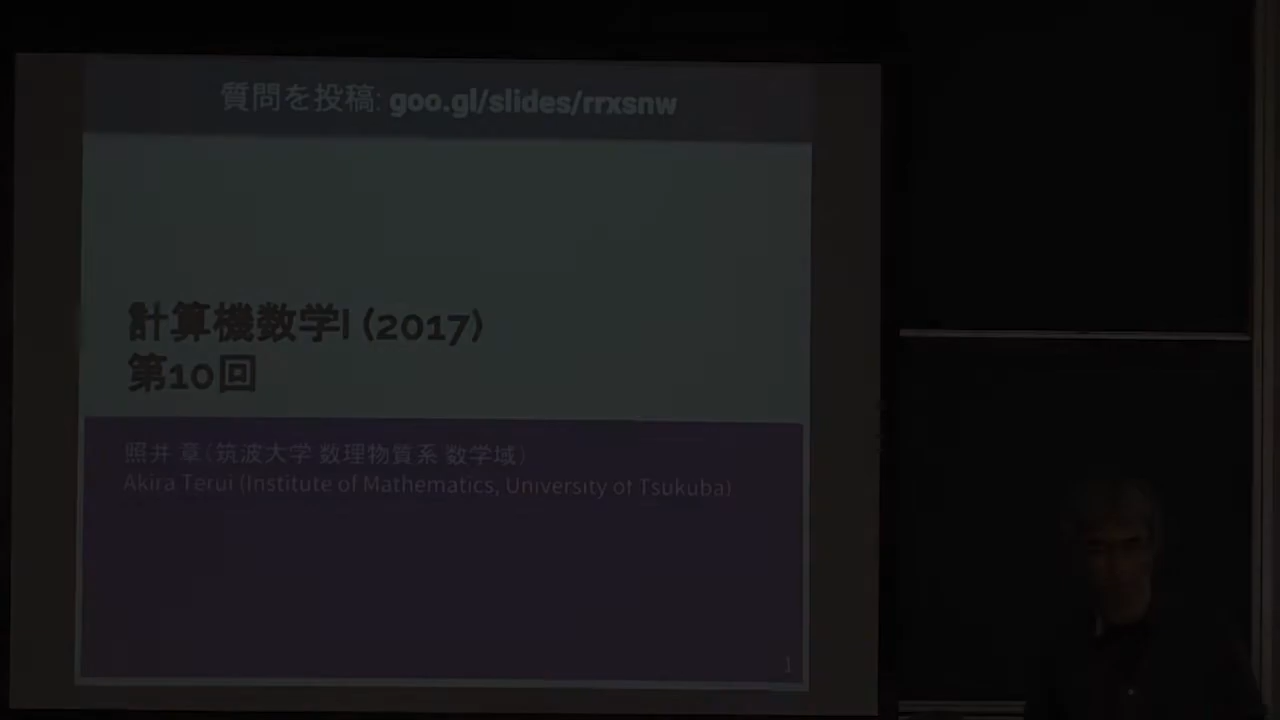 質問を投稿: goo.gl/slides/rrxsnw
計算機数学I (2017)
第10回
照井 章(筑波大学 数理物質系 数学域)
Akira Terui (Institute of Mathematics, University of Tsukuba)
1